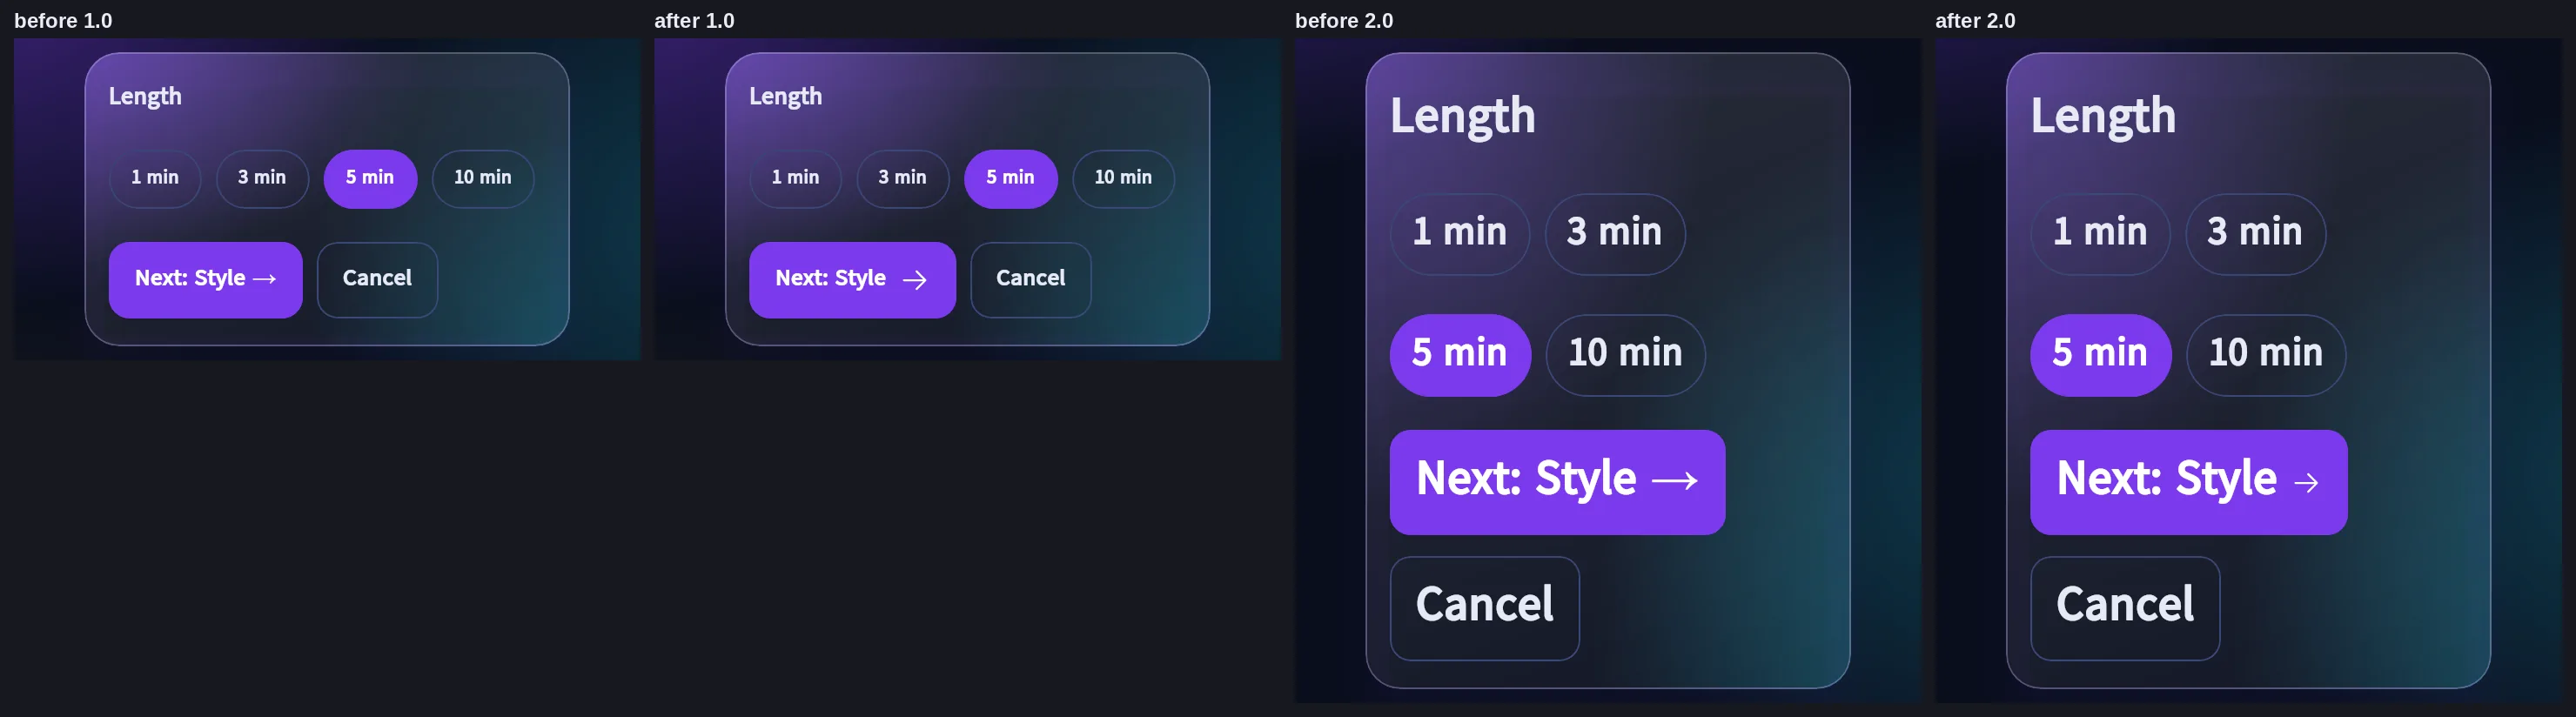 before 1.0
Length
1 min 3 min 5 min 10 min
Next: Style → Cancel
after 1.0
Length
1 min 3 min 5 min 10 min
Next: Style → Cancel
before 2.0
Length
1 min 3 min
5 min 10 min
Next: Style →
Cancel
after 2.0
Length
1 min 3 min
5 min 10 min
Next: Style →
Cancel